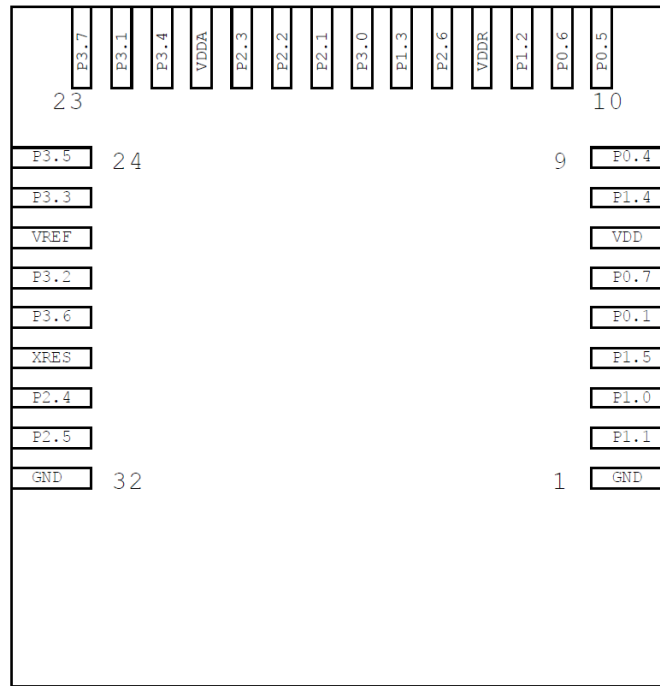 P3.7 P3.1 P3.4 VDDA P2.3 P2.2 P2.1 P3.0 P1.3 P2.6 VDDR P1.2 P0.6 P0.5
23 10
P3.5 24 9 P0.4
P3.3 P1.4
VREF VDD
P3.2 P0.7
P3.6 P0.1
XRES P1.5
P2.4 P1.0
P2.5 P1.1
GND 32 1 GND